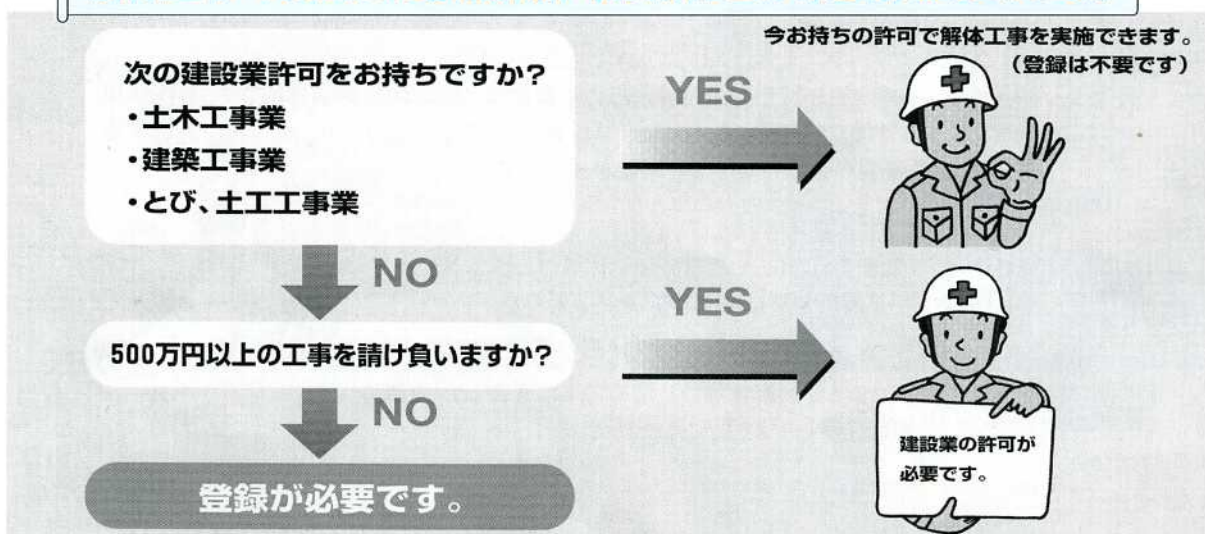 次の建設業許可をお持ちですか？
・土木工事業
・建築工事業
・とび、土工工事業
YES
今お持ちの許可で解体工事を実施できます。
（登録は不要です）
NO
500万円以上の工事を請け負いますか？
YES
建設業の許可が
必要です。
NO
登録が必要です。